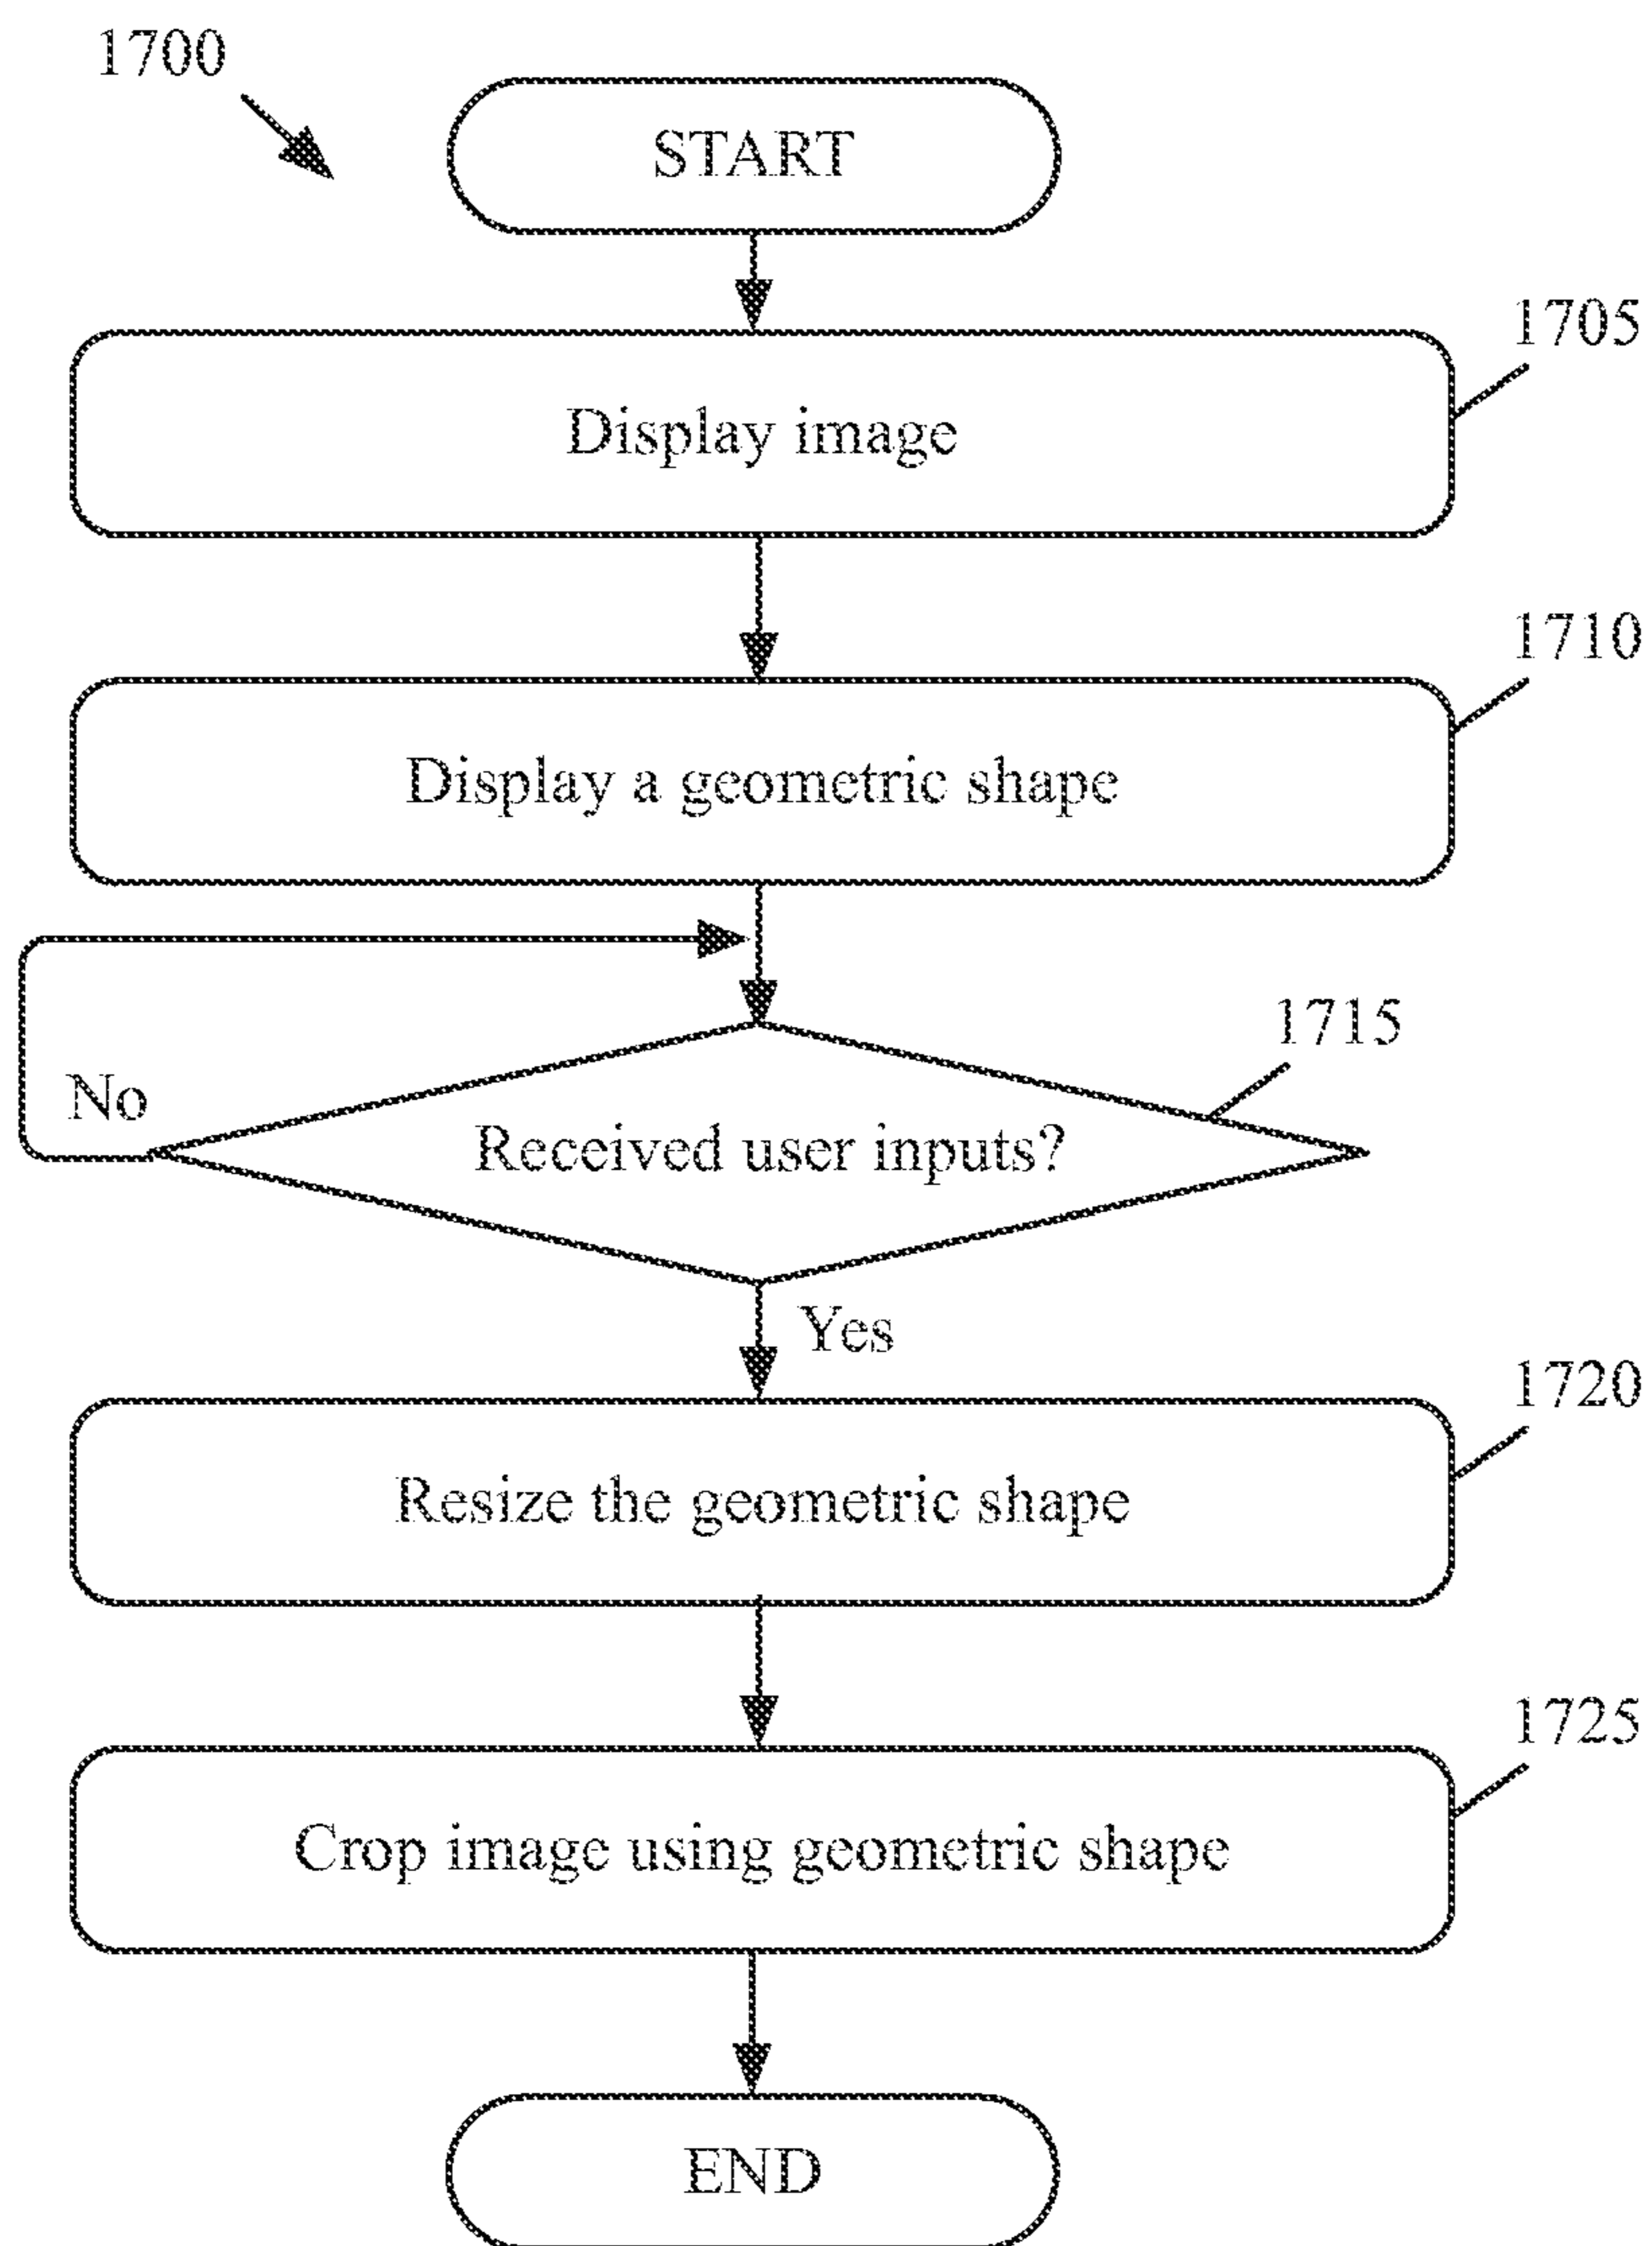 1700
START
1705
Display image
1710
Display a geometric shape
1715
No
Received user inputs?
Yes
1720
Resize the geometric shape
1725
Crop image using geometric shape
END